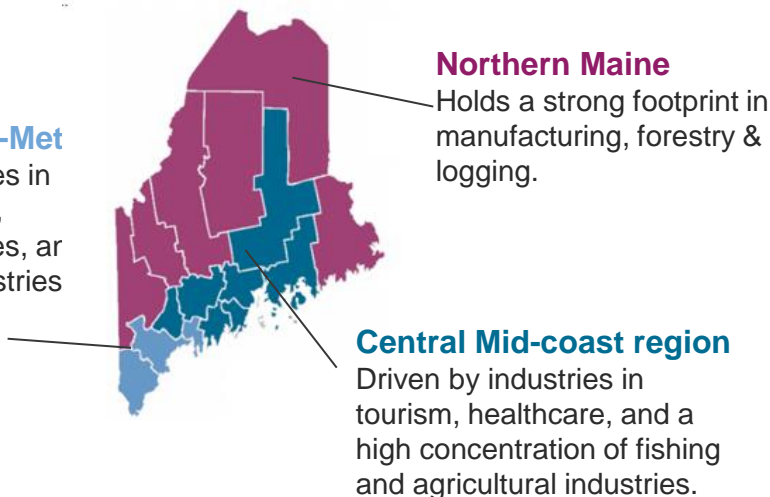 Northern Maine
Holds a strong footprint in
manufacturing, forestry &
logging.
-Met
es in
,
es, ar
stries
Central Mid-coast region
Driven by industries in
tourism, healthcare, and a
high concentration of fishing
and agricultural industries.